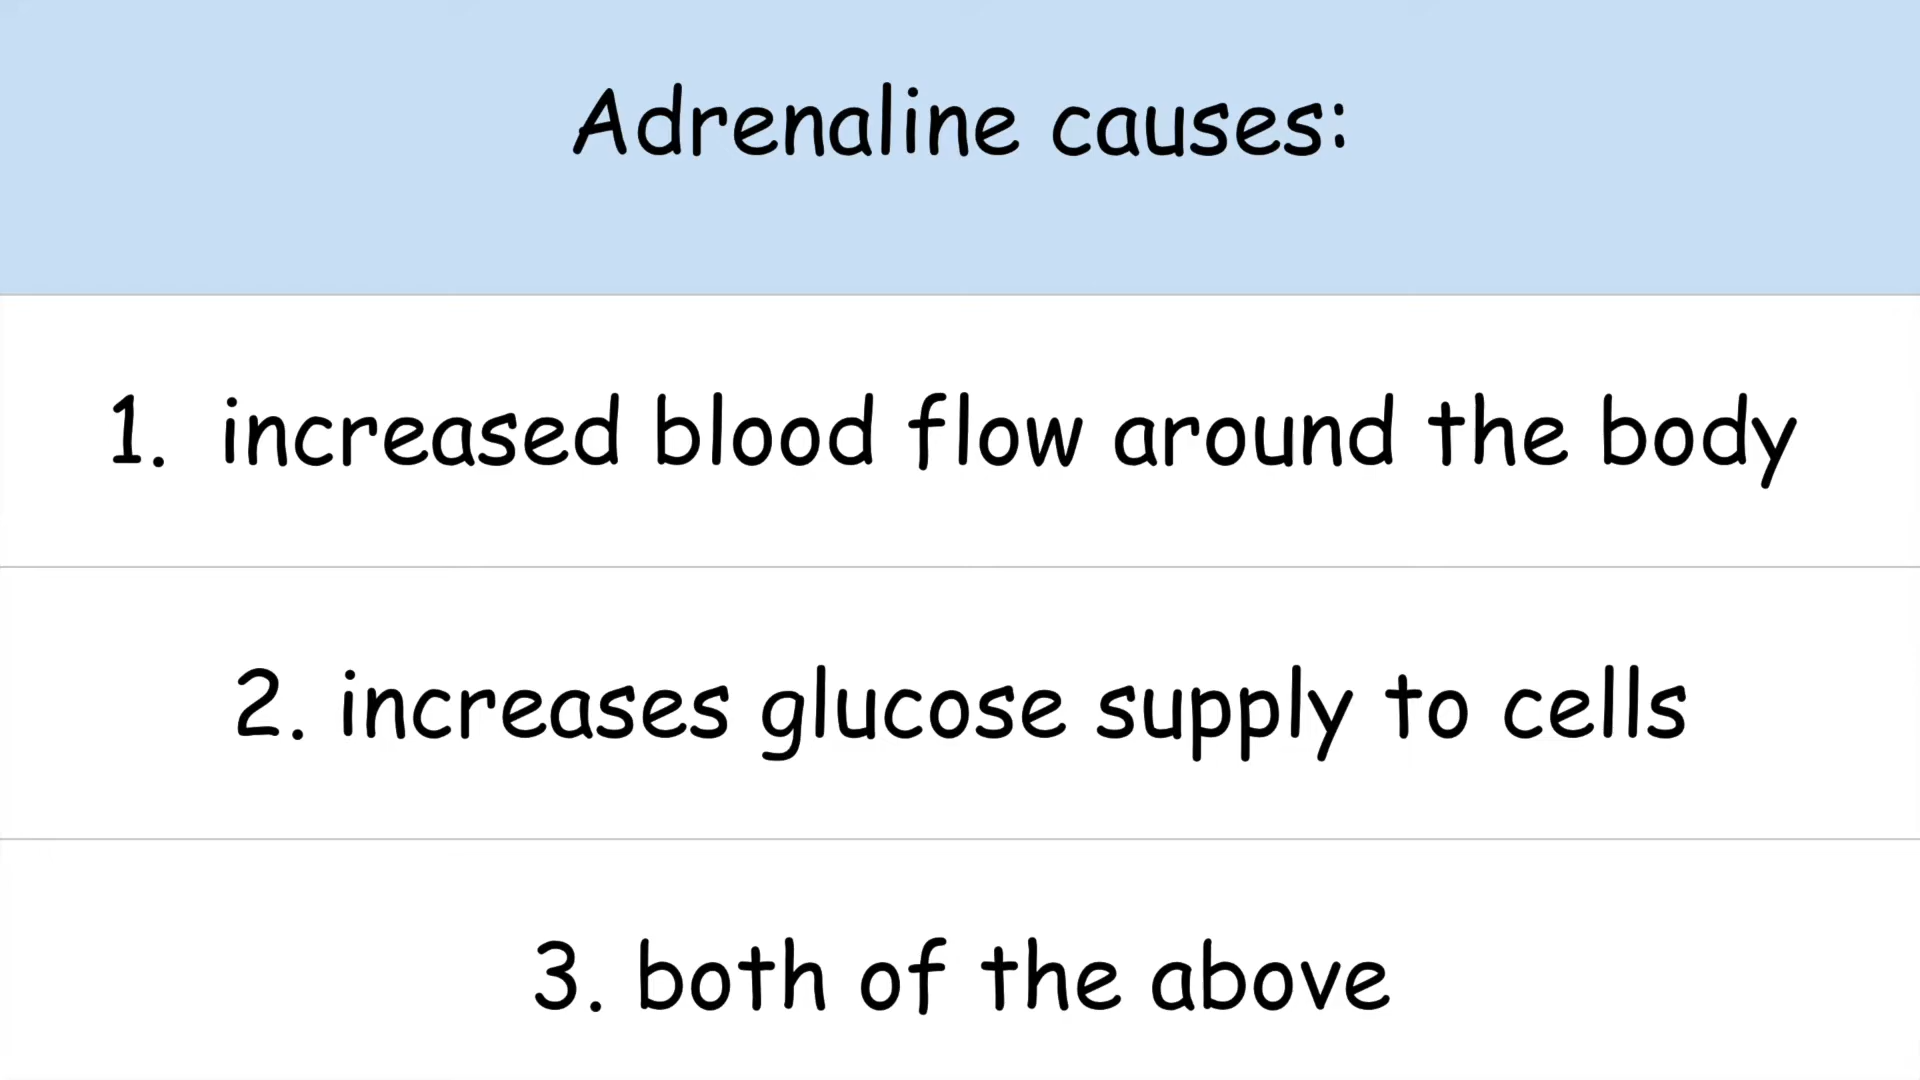 Adrenaline causes:
1. increased blood flow around the body
2. increases glucose supply to cells
3. both of the above